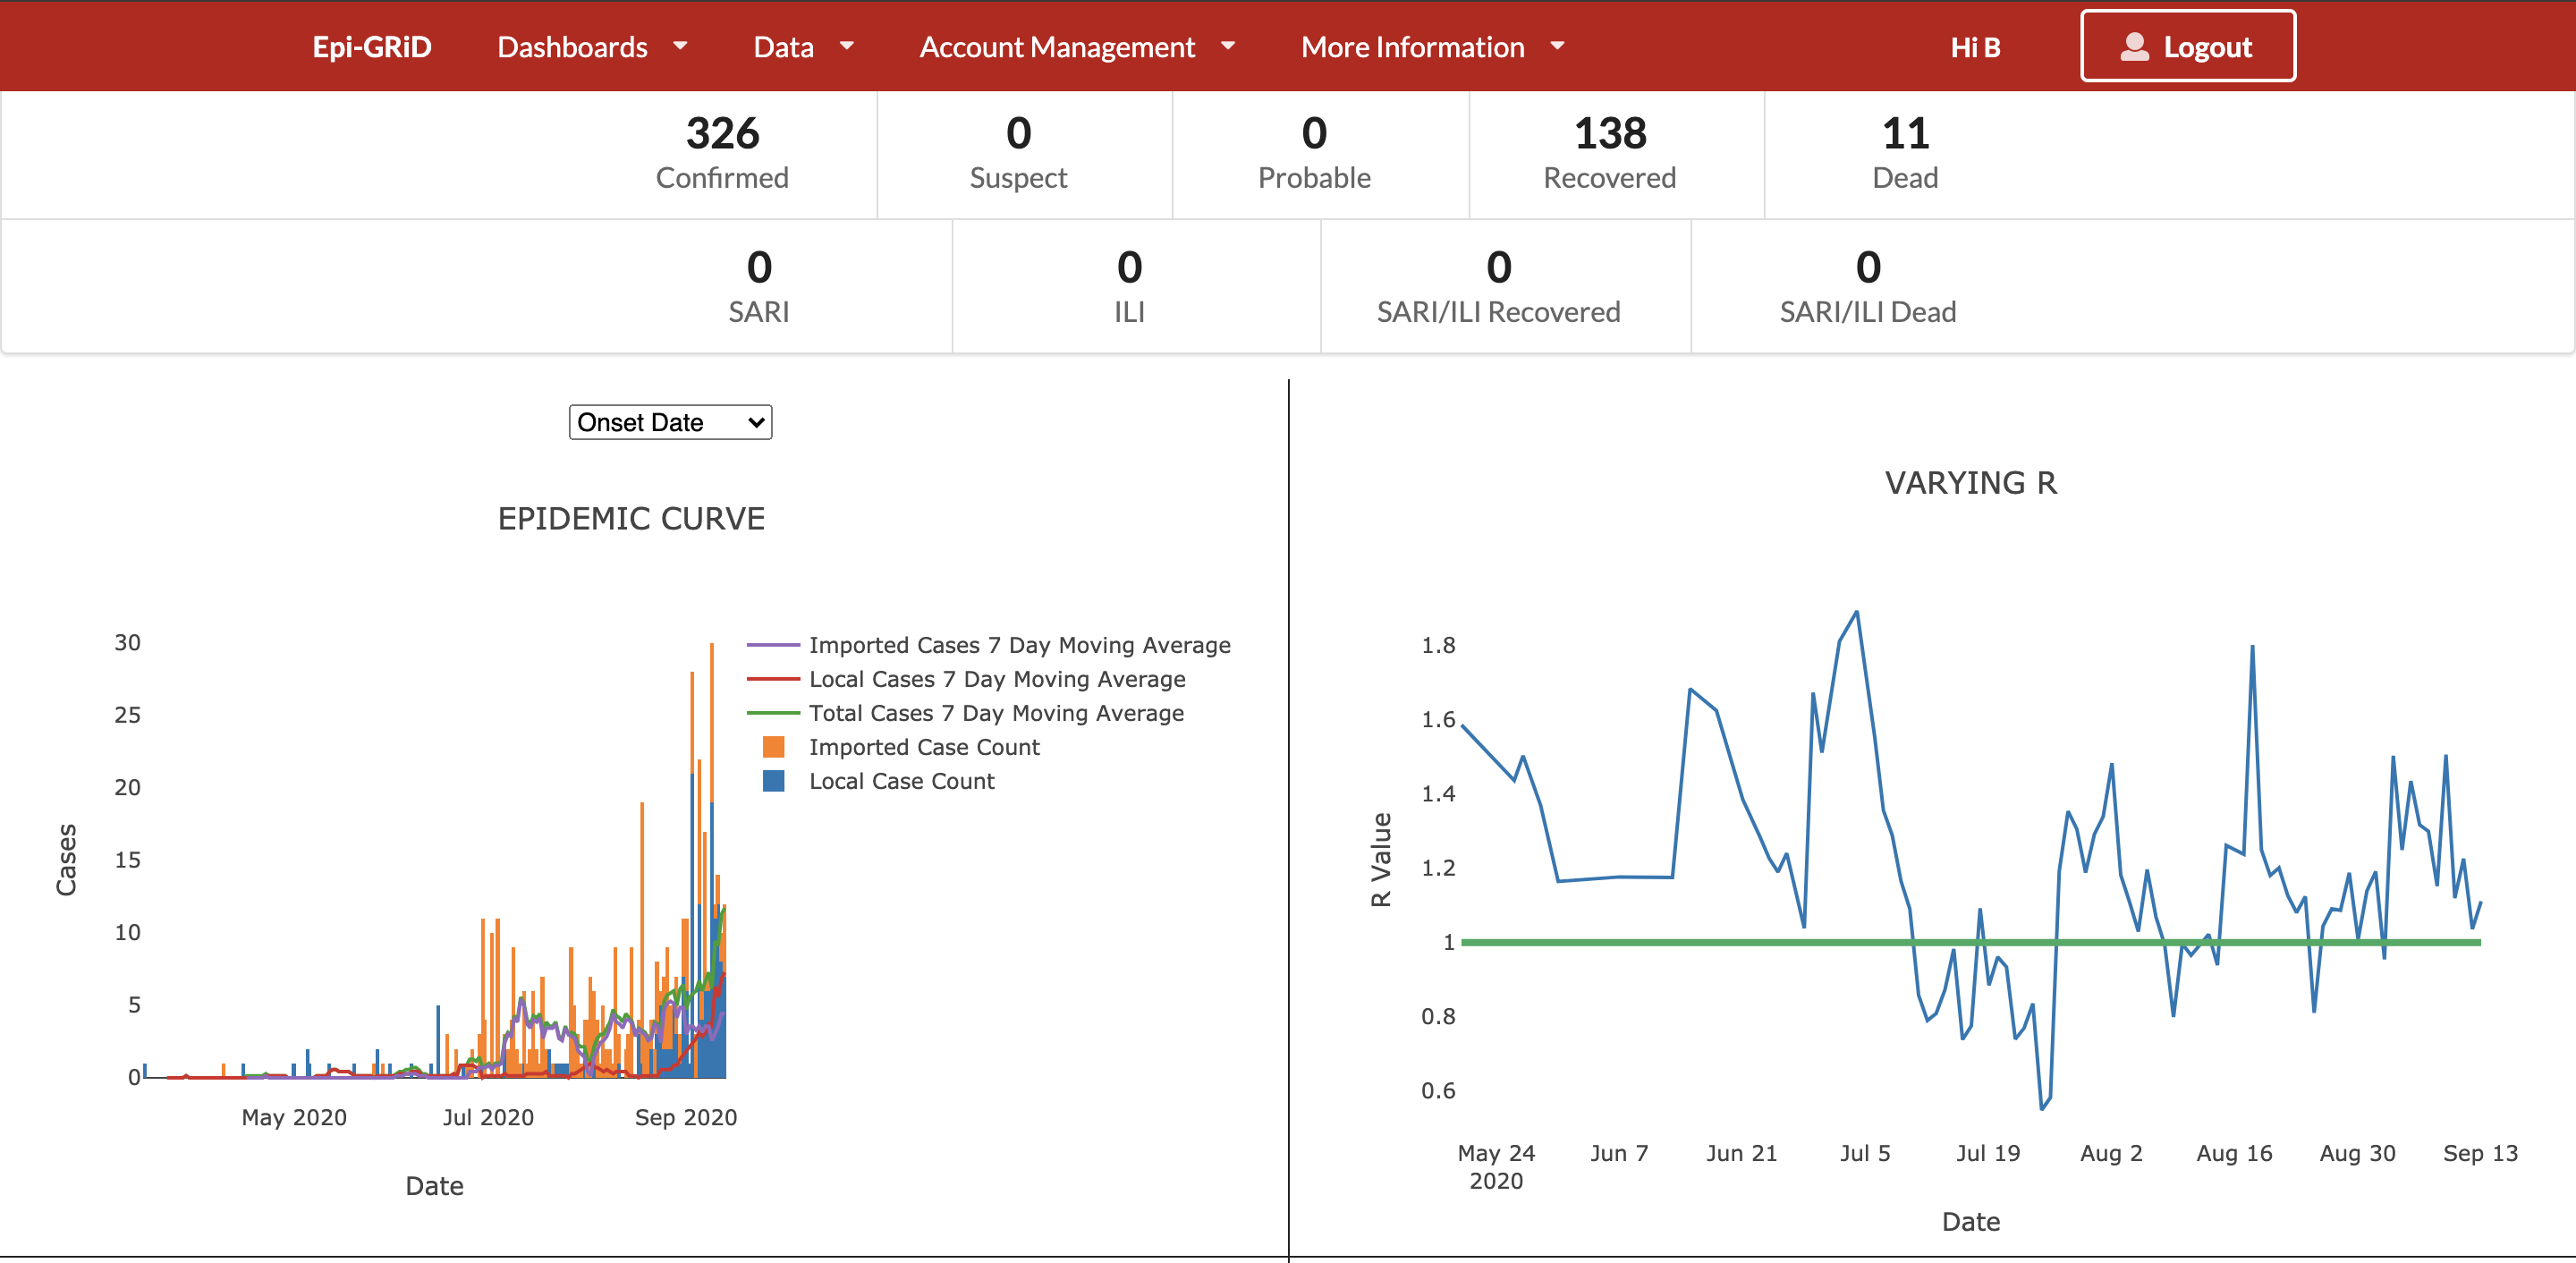 Epi-GRiD Dashboards Data Account Management More Information Hi B Logout
326 0 0 138 11
Confirmed Suspect Probable Recovered Dead
0 0 0 0
SARI ILI SARI/ILI Recovered SARI/ILI Dead
Onset Date
EPIDEMIC CURVE
30
25
20
15
10
5
0
Cases
May 2020 Jul 2020 Sep 2020
Date
Imported Cases 7 Day Moving Average
Local Cases 7 Day Moving Average
Total Cases 7 Day Moving Average
Imported Case Count
Local Case Count
VARYING R
1.8
1.6
1.4
1.2
1
0.8
0.6
R Value
May 24 Jun 7 Jun 21 Jul 5 Jul 19 Aug 2 Aug 16 Aug 30 Sep 13
2020
Date